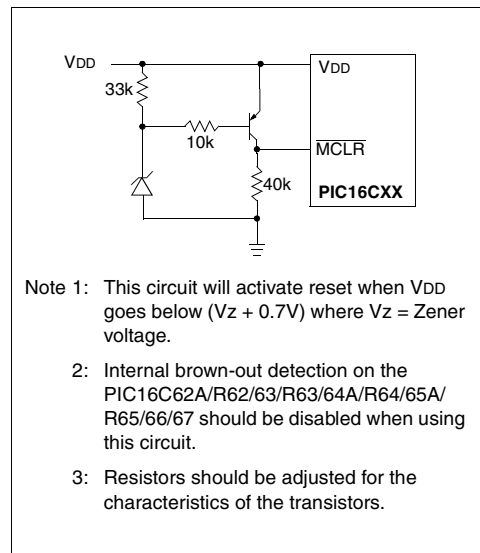 VDD
VDD
33k
10k
MCLR
40k
PIC16CXX
Note 1: This circuit will activate reset when VDD
goes below (Vz + 0.7V) where Vz = Zener
voltage.
2: Internal brown-out detection on the
PIC16C62A/R62/63/R63/64A/R64/65A/
R65/66/67 should be disabled when using
this circuit.
3: Resistors should be adjusted for the
characteristics of the transistors.